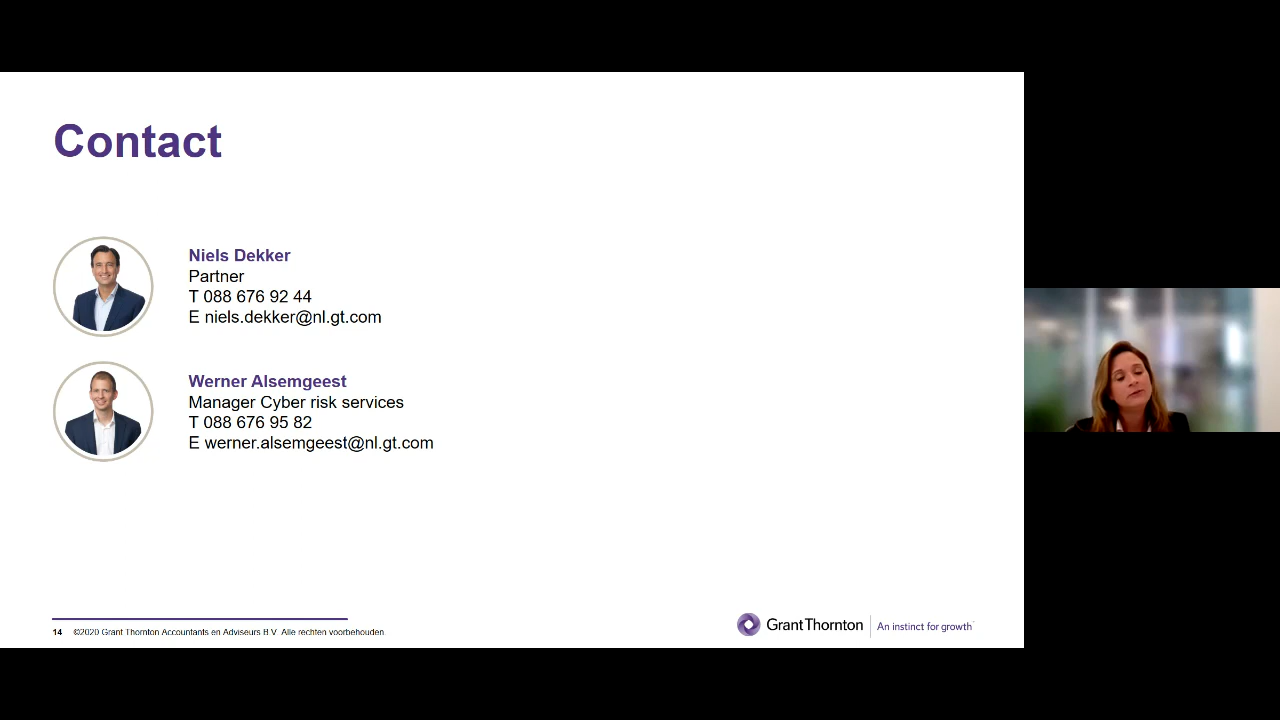 Contact
Niels Dekker
Partner
T 088 676 92 44
E niels.dekker@nl.gt.com
Werner Alsemgeest
Manager Cyber risk services
T 088 676 95 82
E werner.alsemgeest@nl.gt.com
14 ©2020 Grant Thornton Accountants en Adviseurs B.V. Alle rechten voorbehouden.
GrantThornton An instinct for growth